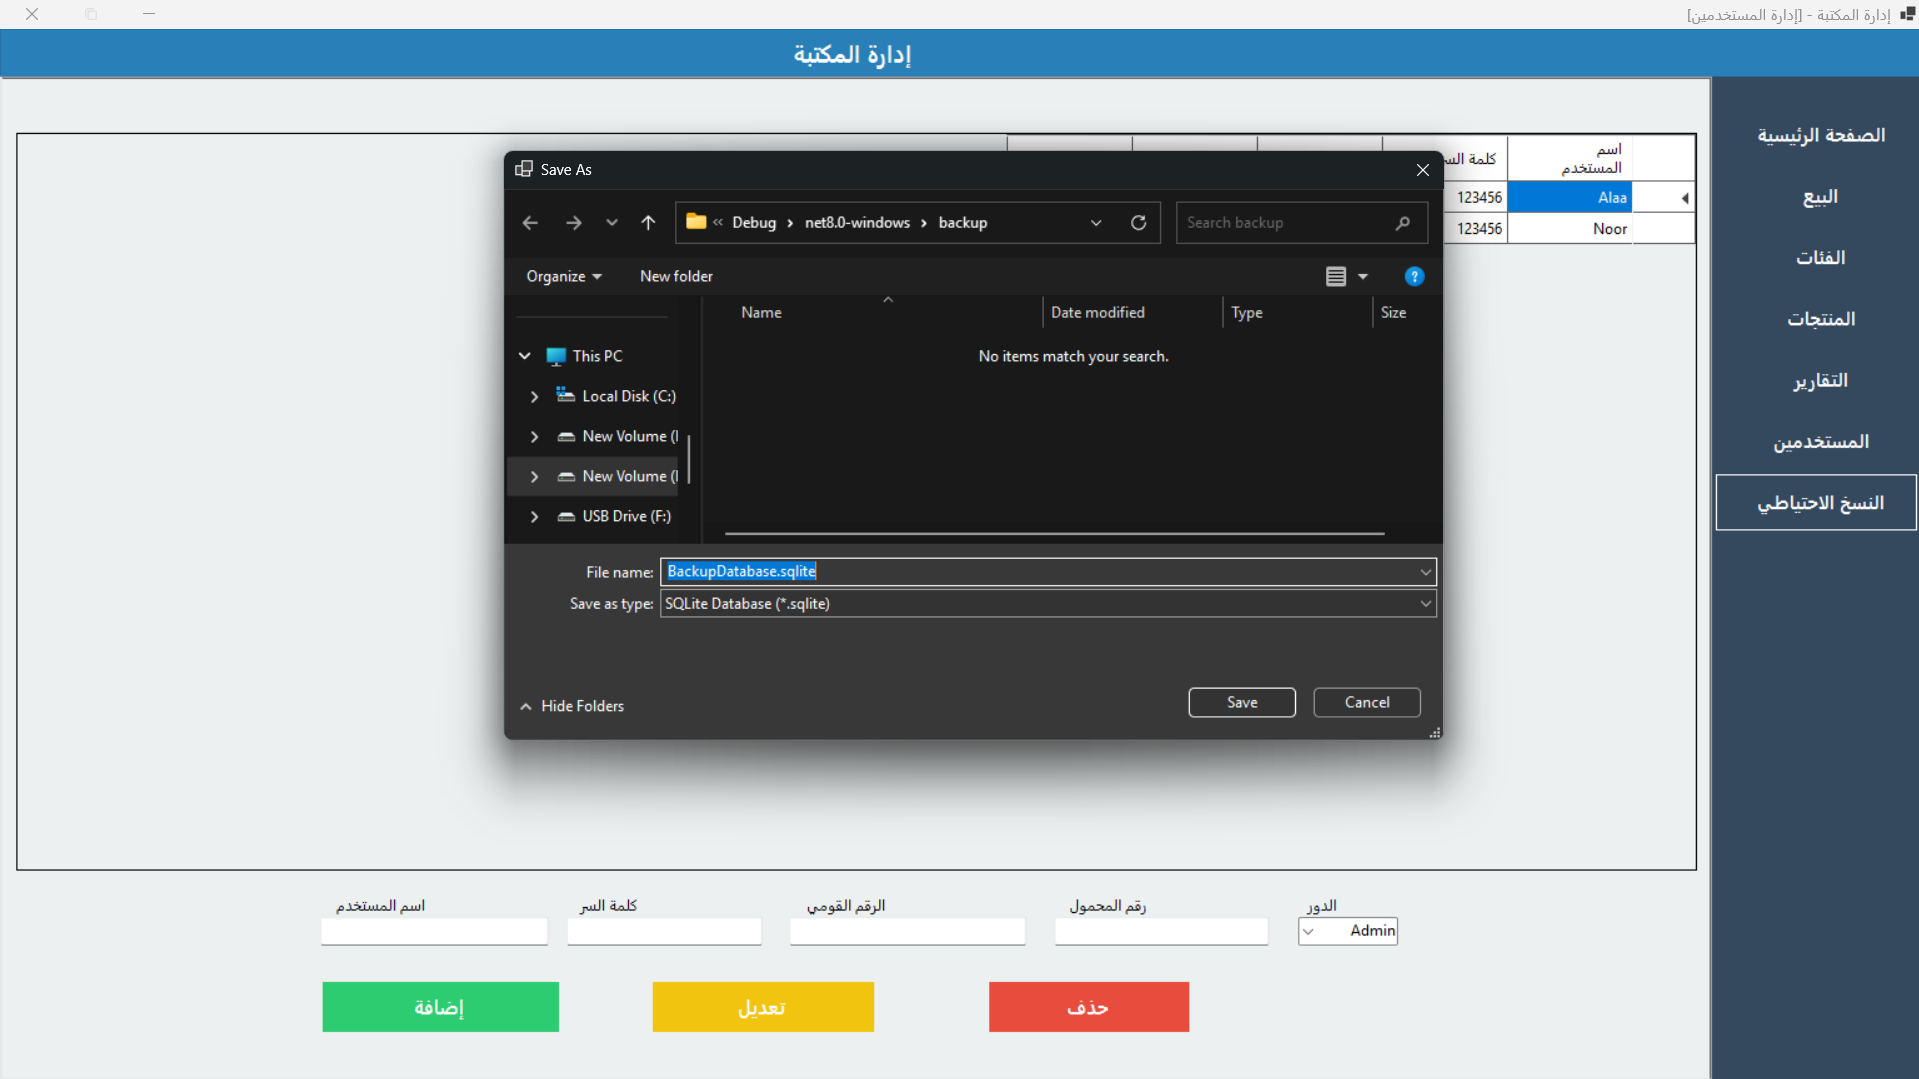 إدارة المكتبة - [إدارة المستخدمين]
إدارة المكتبة
الصفحة الرئيسية
البيع
الفئات
المنتجات
التقارير
المستخدمين
النسخ الاحتياطي
اسم المستخدم
كلمة السر
Alaa
123456
Noor
123456
Save As
« Debug › net8.0-windows › backup
Search backup
Organize
New folder
Name
Date modified
Type
Size
No items match your search.
This PC
Local Disk (C:)
New Volume (
New Volume (
USB Drive (F:)
File name: BackupDatabase.sqlite
Save as type: SQLite Database (*.sqlite)
Hide Folders
Save
Cancel
الدور
رقم المحمول
الرقم القومي
كلمة السر
اسم المستخدم
Admin
حذف
تعديل
إضافة